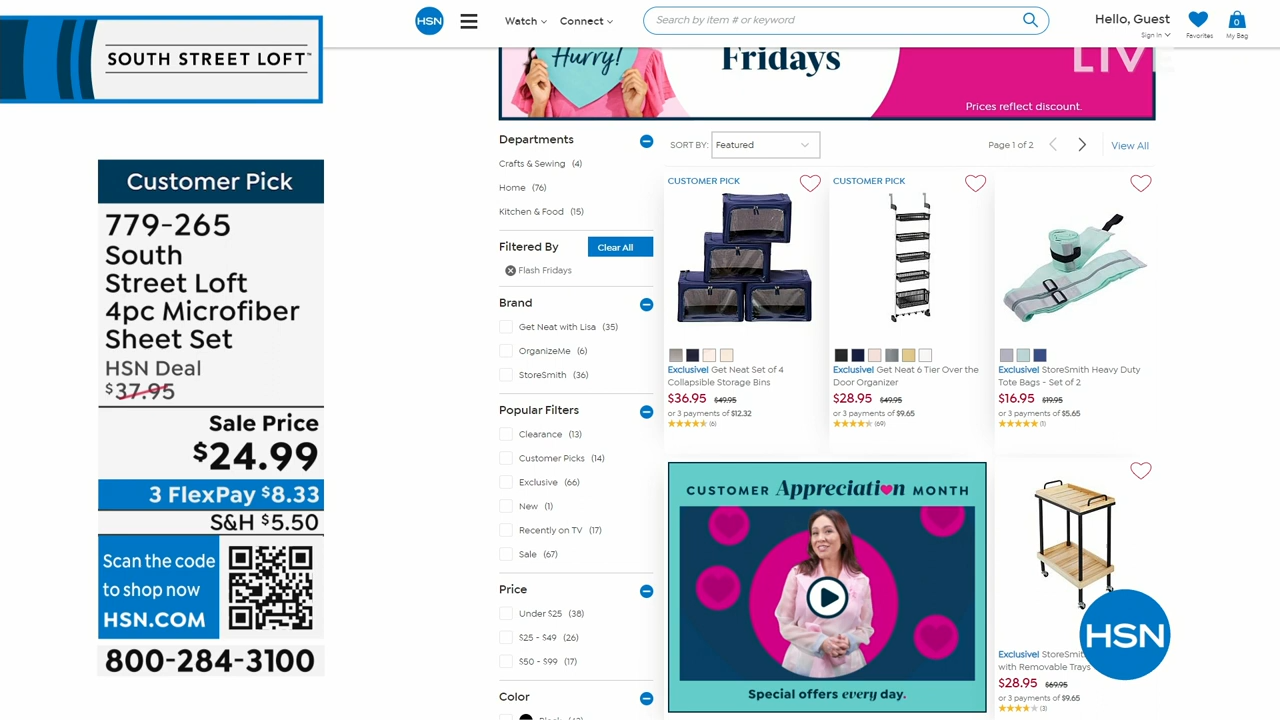 SOUTH STREET LOFT™
Customer Pick
779-265
South
Street Loft
4pc Microfiber
Sheet Set
HSN Deal
$37.95
Sale Price
$24.99
3 FlexPay $8.33
S&H $5.50
Scan the code
to shop now
HSN.COM
800-284-3100
HSN
Watch
Connect
Search by item # or keyword
Hello, Guest
Sign in
Favorites
0
My Bag
Hurry!
Fridays
LIVE
Prices reflect discount.
Departments
Crafts & Sewing (4)
Home (76)
Kitchen & Food (15)
Filtered By
Clear All
Flash Fridays
Brand
Get Neat with Lisa (35)
OrganizeMe (6)
StoreSmith (36)
Popular Filters
Clearance (13)
Customer Picks (14)
Exclusive (66)
New (1)
Recently on TV (17)
Sale (67)
Price
Under $25 (38)
$25 - $49 (26)
$50 - $99 (17)
Color
SORT BY: Featured
Page 1 of 2
View All
CUSTOMER PICK
Exclusive! Get Neat Set of 4
Collapsible Storage Bins
$36.95 $49.95
or 3 payments of $12.32
(6)
CUSTOMER PICK
Exclusive! Get Neat 6 Tier Over the
Door Organizer
$28.95 $49.95
or 3 payments of $9.65
(69)
Exclusive! StoreSmith Heavy Duty
Tote Bags - Set of 2
$16.95 $19.95
or 3 payments of $5.65
(1)
CUSTOMER Appreciation MONTH
Special offers every day.
Exclusive! StoreSmit
with Removable Trays
$28.95 $69.95
or 3 payments of $9.65
(3)
HSN